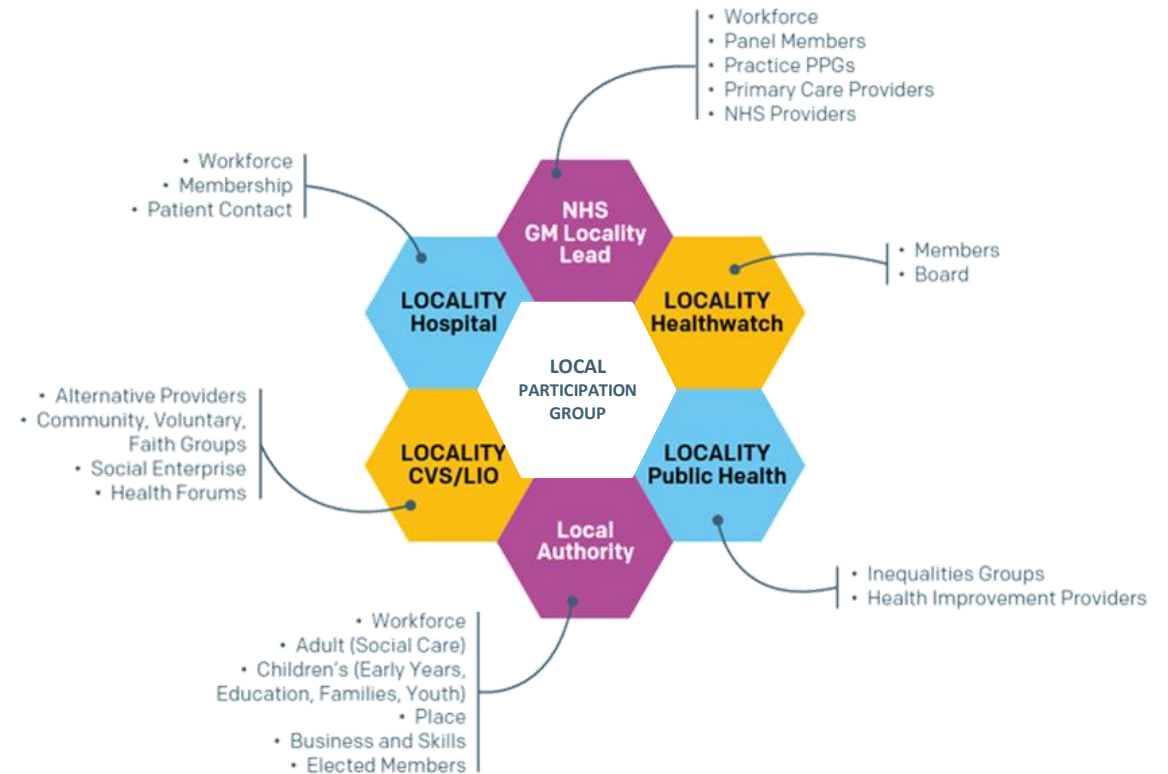 • Workforce
• Panel Members
• Practice PPGs
• Primary Care Providers
• NHS Providers
• Workforce
• Membership
• Patient Contact
NHS
GM Locality
Lead
• Members
• Board
LOCALITY
Hospital
LOCALITY
Healthwatch
LOCAL
PARTICIPATION
GROUP
• Alternative Providers
• Community, Voluntary,
Faith Groups
• Social Enterprise
• Health Forums
LOCALITY
CVS/LIO
LOCALITY
Public Health
Local
Authority
• Inequalities Groups
• Health Improvement Providers
• Workforce
• Adult (Social Care)
• Children's (Early Years,
Education, Families, Youth)
• Place
• Business and Skills
• Elected Members